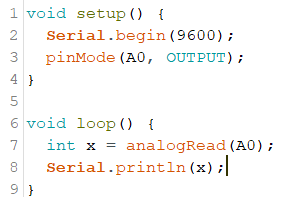 1 void setup() {
2   Serial.begin(9600);
3   pinMode(A0, OUTPUT);
4 }
5
6 void loop() {
7   int x = analogRead(A0);
8   Serial.println(x);
9 }